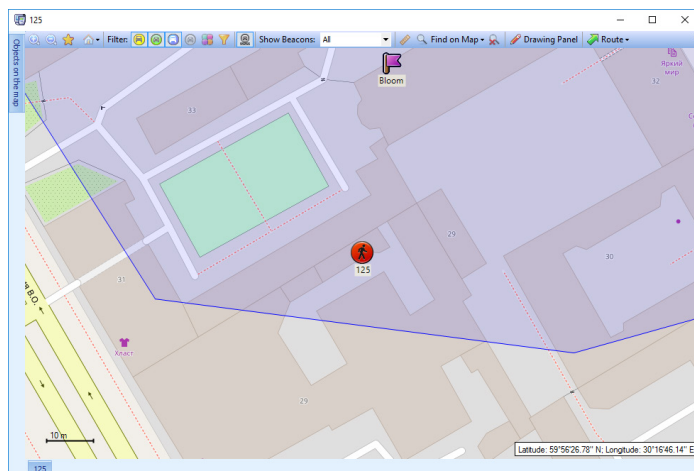 125
Filter:
Show Beacons: All
Find on Map
Drawing Panel
Route
Objects on the map
Bloom
Яркий
мир
32
33
29
30
125
31
В.О.
Хласт
29
10 m
Latitude: 59°56'26.78" N; Longitude: 30°16'46.14" E
125